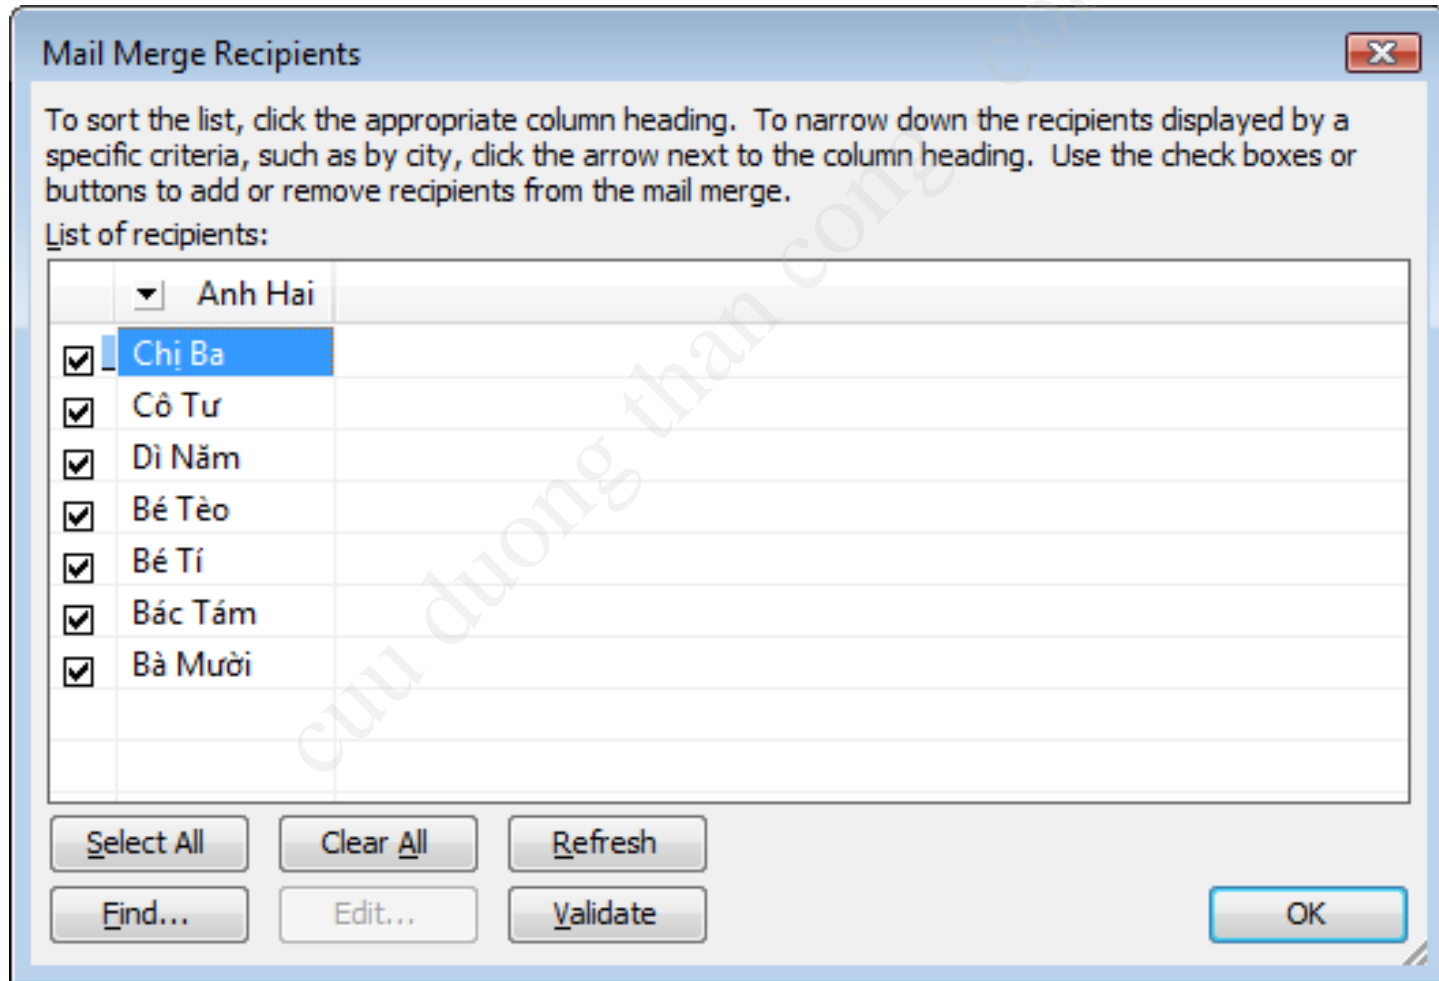 Mail Merge Recipients
To sort the list, click the appropriate column heading. To narrow down the recipients displayed by a
specific criteria, such as by city, click the arrow next to the column heading. Use the check boxes or
buttons to add or remove recipients from the mail merge.
List of recipients:
Anh Hai
Chị Ba
Cô Tư
Dì Năm
Bé Tèo
Bé Tí
Bác Tám
Bà Mười
Select All Clear All Refresh
Find... Edit... Validate OK
cuu duong than cong . co